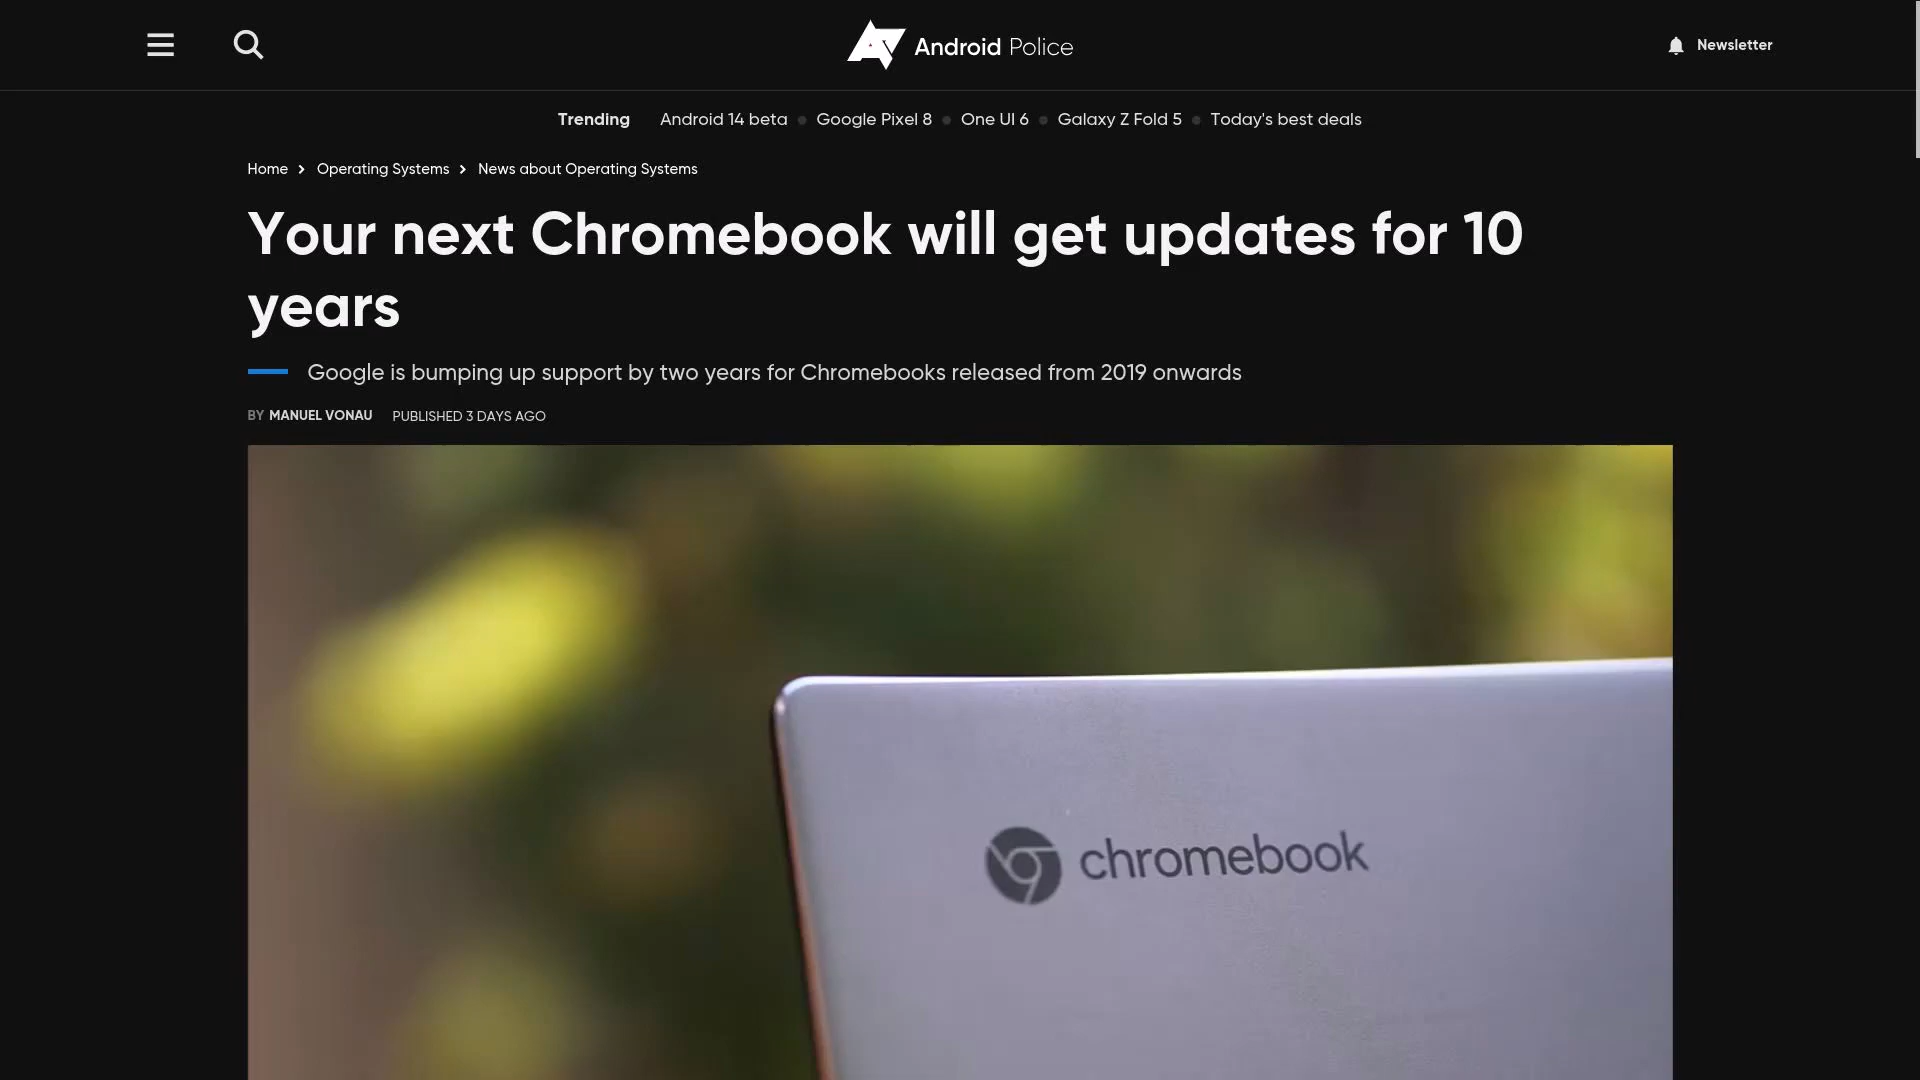 Android Police
Newsletter
Trending Android 14 beta Google Pixel 8 One UI 6 Galaxy Z Fold 5 Today's best deals
Home > Operating Systems > News about Operating Systems
Your next Chromebook will get updates for 10
years
Google is bumping up support by two years for Chromebooks released from 2019 onwards
BY MANUEL VONAU PUBLISHED 3 DAYS AGO
chromebook